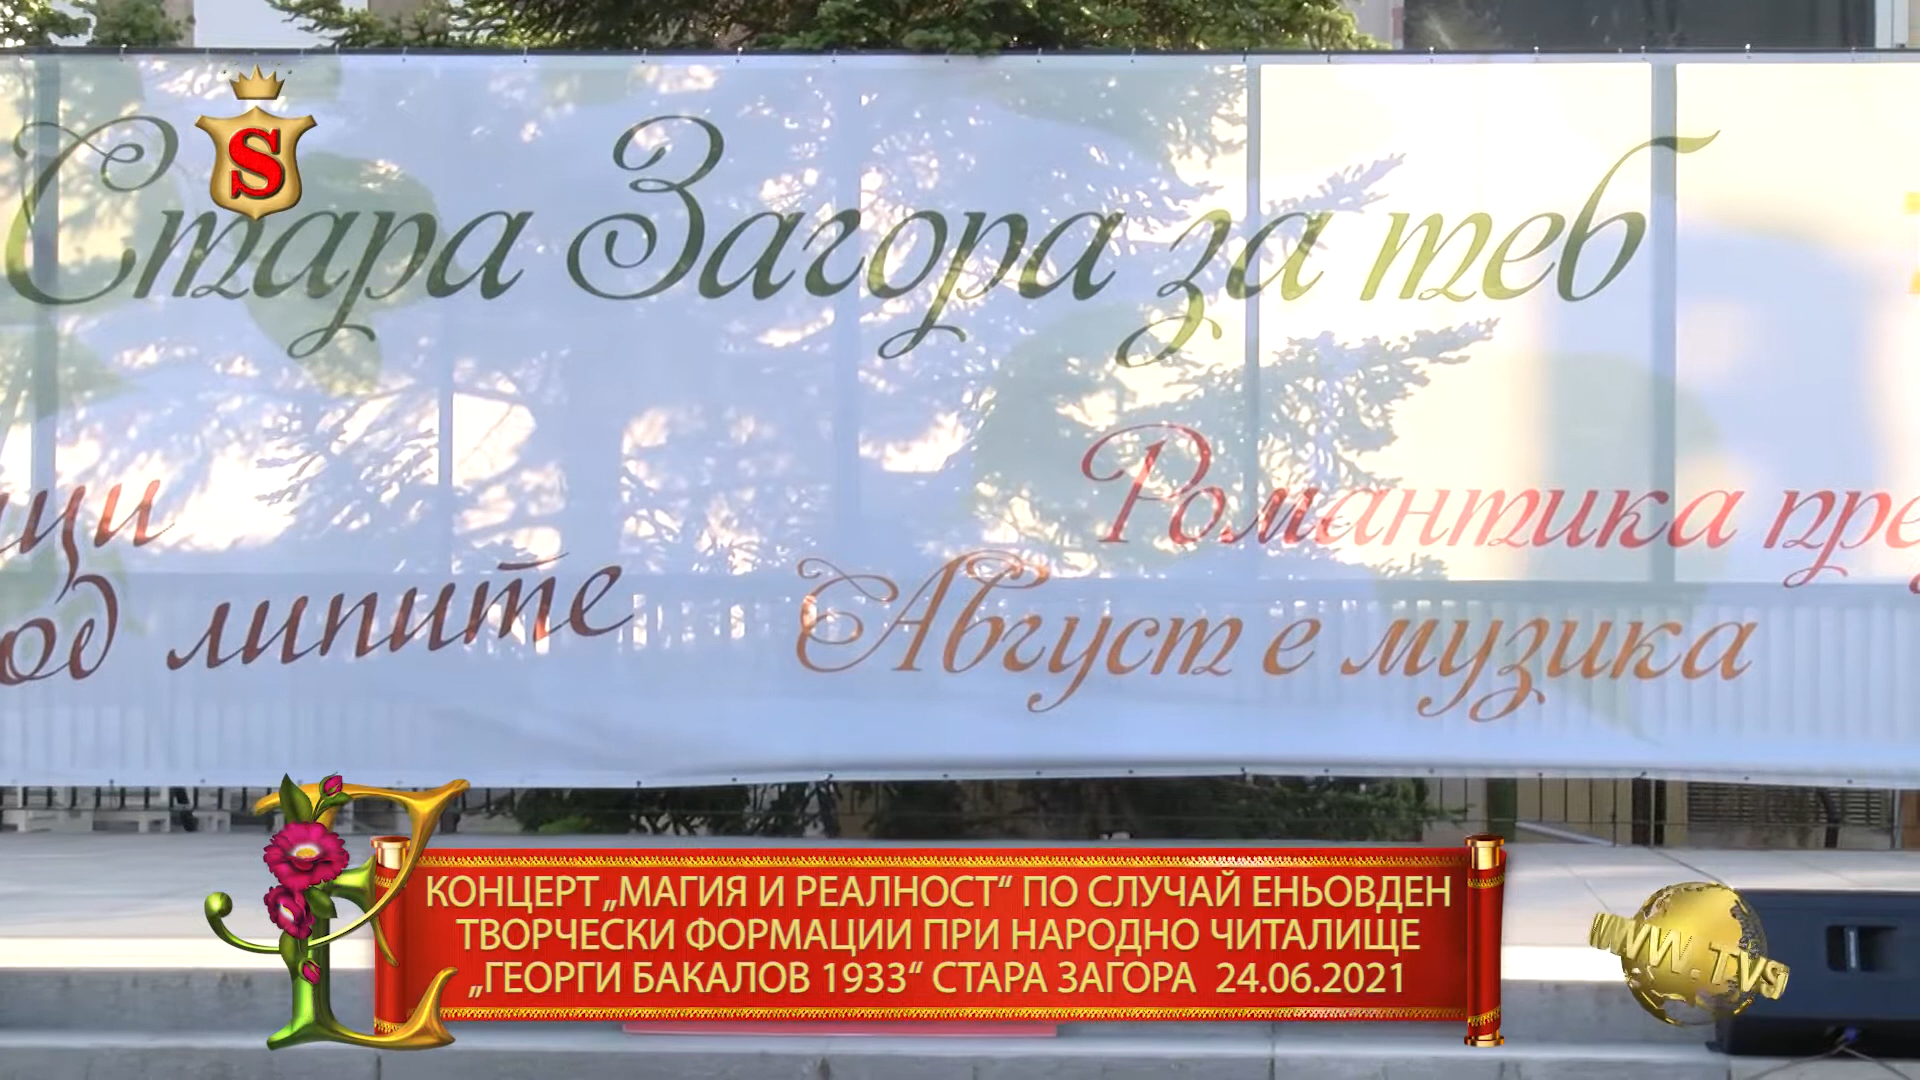 S
Стара Загора за теб
Романтика пре
щи
од липите
Август е музика
КОНЦЕРТ „МАГИЯ И РЕАЛНОСТ“ ПО СЛУЧАЙ ЕНЬОВДЕН
ТВОРЧЕСКИ ФОРМАЦИИ ПРИ НАРОДНО ЧИТАЛИЩЕ
„ГЕОРГИ БАКАЛОВ 1933“ СТАРА ЗАГОРА 24.06.2021
WWW.TVS